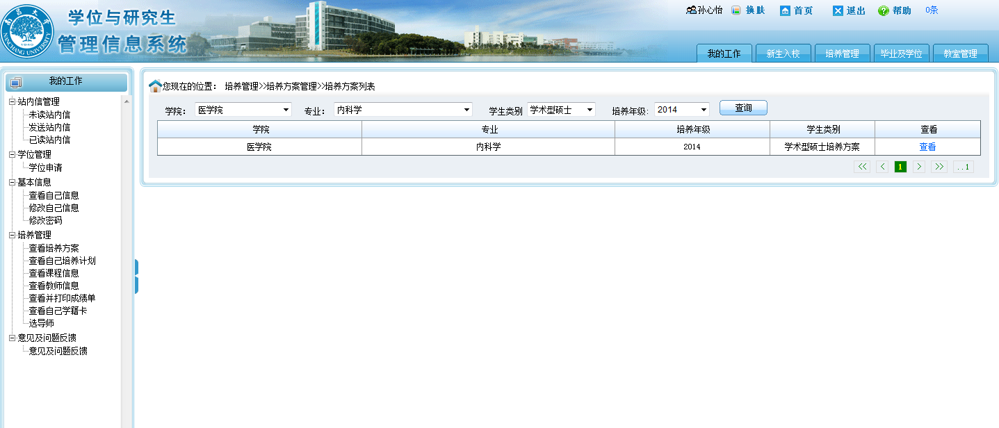 南昌大学
NANCHANG UNIVERSITY
1940
学位与研究生
管理信息系统
孙心怡 换肤 首页 退出 帮助 0条
我的工作 新生入校 培养管理 毕业及学位 教室管理
我的工作
站内信管理
未读站内信
发送站内信
已读站内信
学位管理
学位申请
基本信息
查看自己信息
修改自己信息
修改密码
培养管理
查看培养方案
查看自己培养计划
查看课程信息
查看教师信息
查看并打印成绩单
查看自己学籍卡
选导师
意见及问题反馈
意见及问题反馈
您现在的位置： 培养管理>>培养方案管理>>培养方案列表
学院： 医学院 专业： 内科学 学生类别 学术型硕士 培养年级: 2014 查询
学院 专业 培养年级 学生类别 查看
医学院 内科学 2014 学术型硕士培养方案 查看
<< < 1 > >> ..1